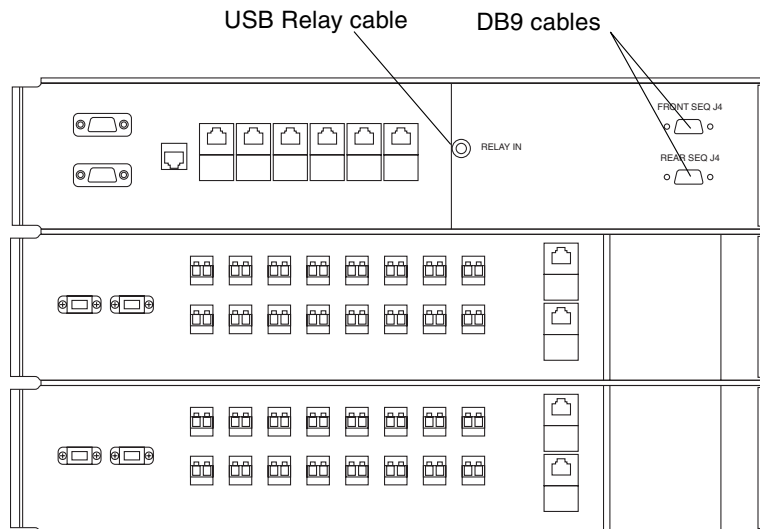 USB Relay cable
DB9 cables
FRONT SEQ J4
RELAY IN
REAR SEQ J4